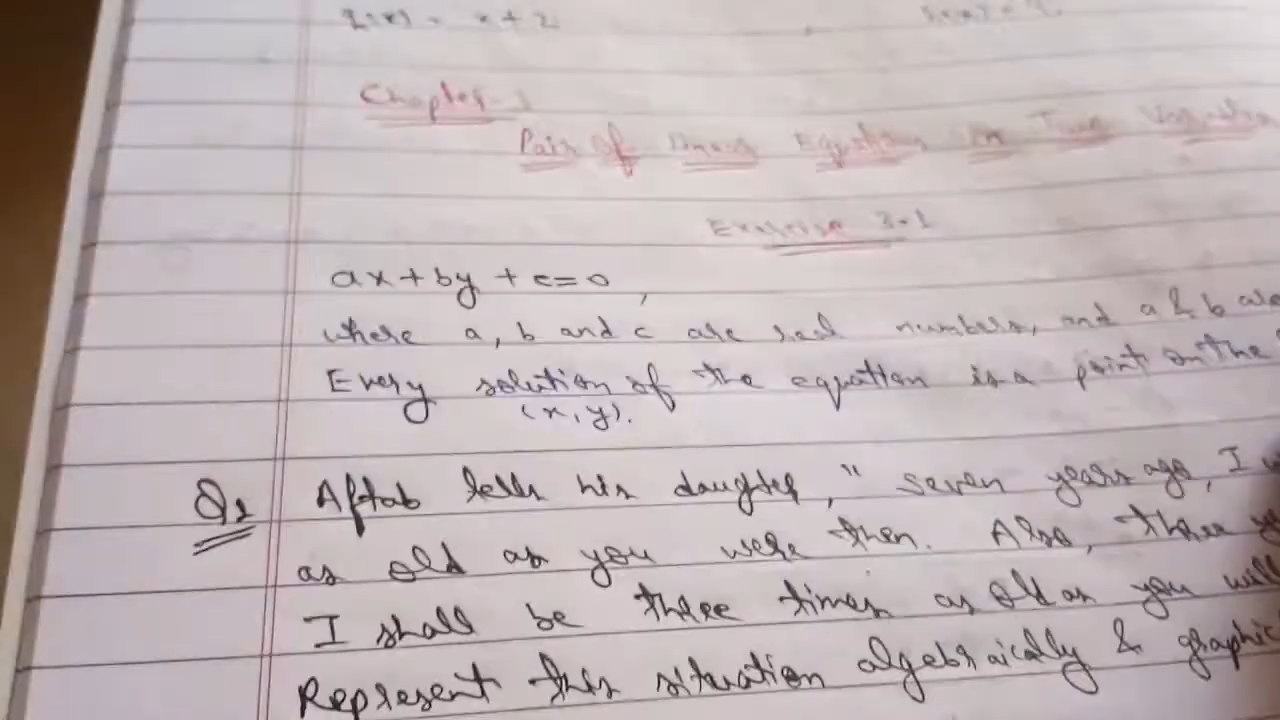 x + 2
Chapter-3
Pair of Linear Equation in Two
Exercise 3.1
ax + by + c = 0,
where a, b and c are real numbers, and a & b are
Every solution of the equation is a point on the
(x, y).
Q1 Aftab tells his daughter, " Seven years ago, I
as old as you were then. Also, three
I shall be three times as old as you will
Represent this situation algebraically &